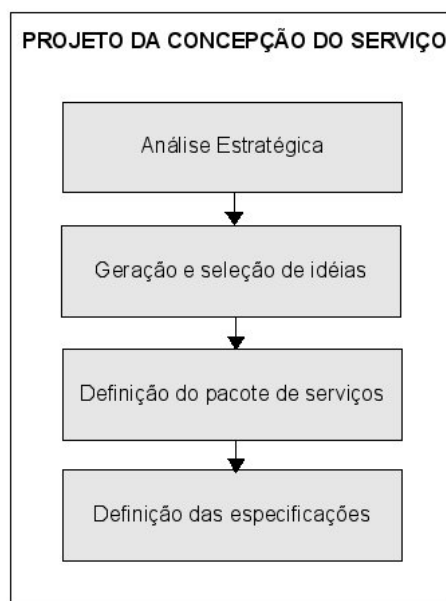 PROJETO DA CONCEPÇÃO DO SERVIÇO
Análise Estratégica
Geração e seleção de idéias
Definição do pacote de serviços
Definição das especificações